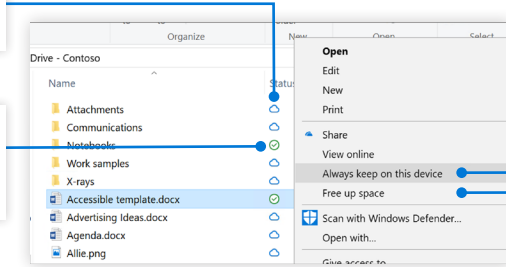 Organize
New
Open
Select
Drive - Contoso
Name
Status
Attachments
Communications
Notebooks
Work samples
X-rays
Accessible template.docx
Advertising Ideas.docx
Agenda.docx
Allie.png
Open
Edit
New
Print
Share
View online
Always keep on this device
Free up space
Scan with Windows Defender...
Open with...
Give access to